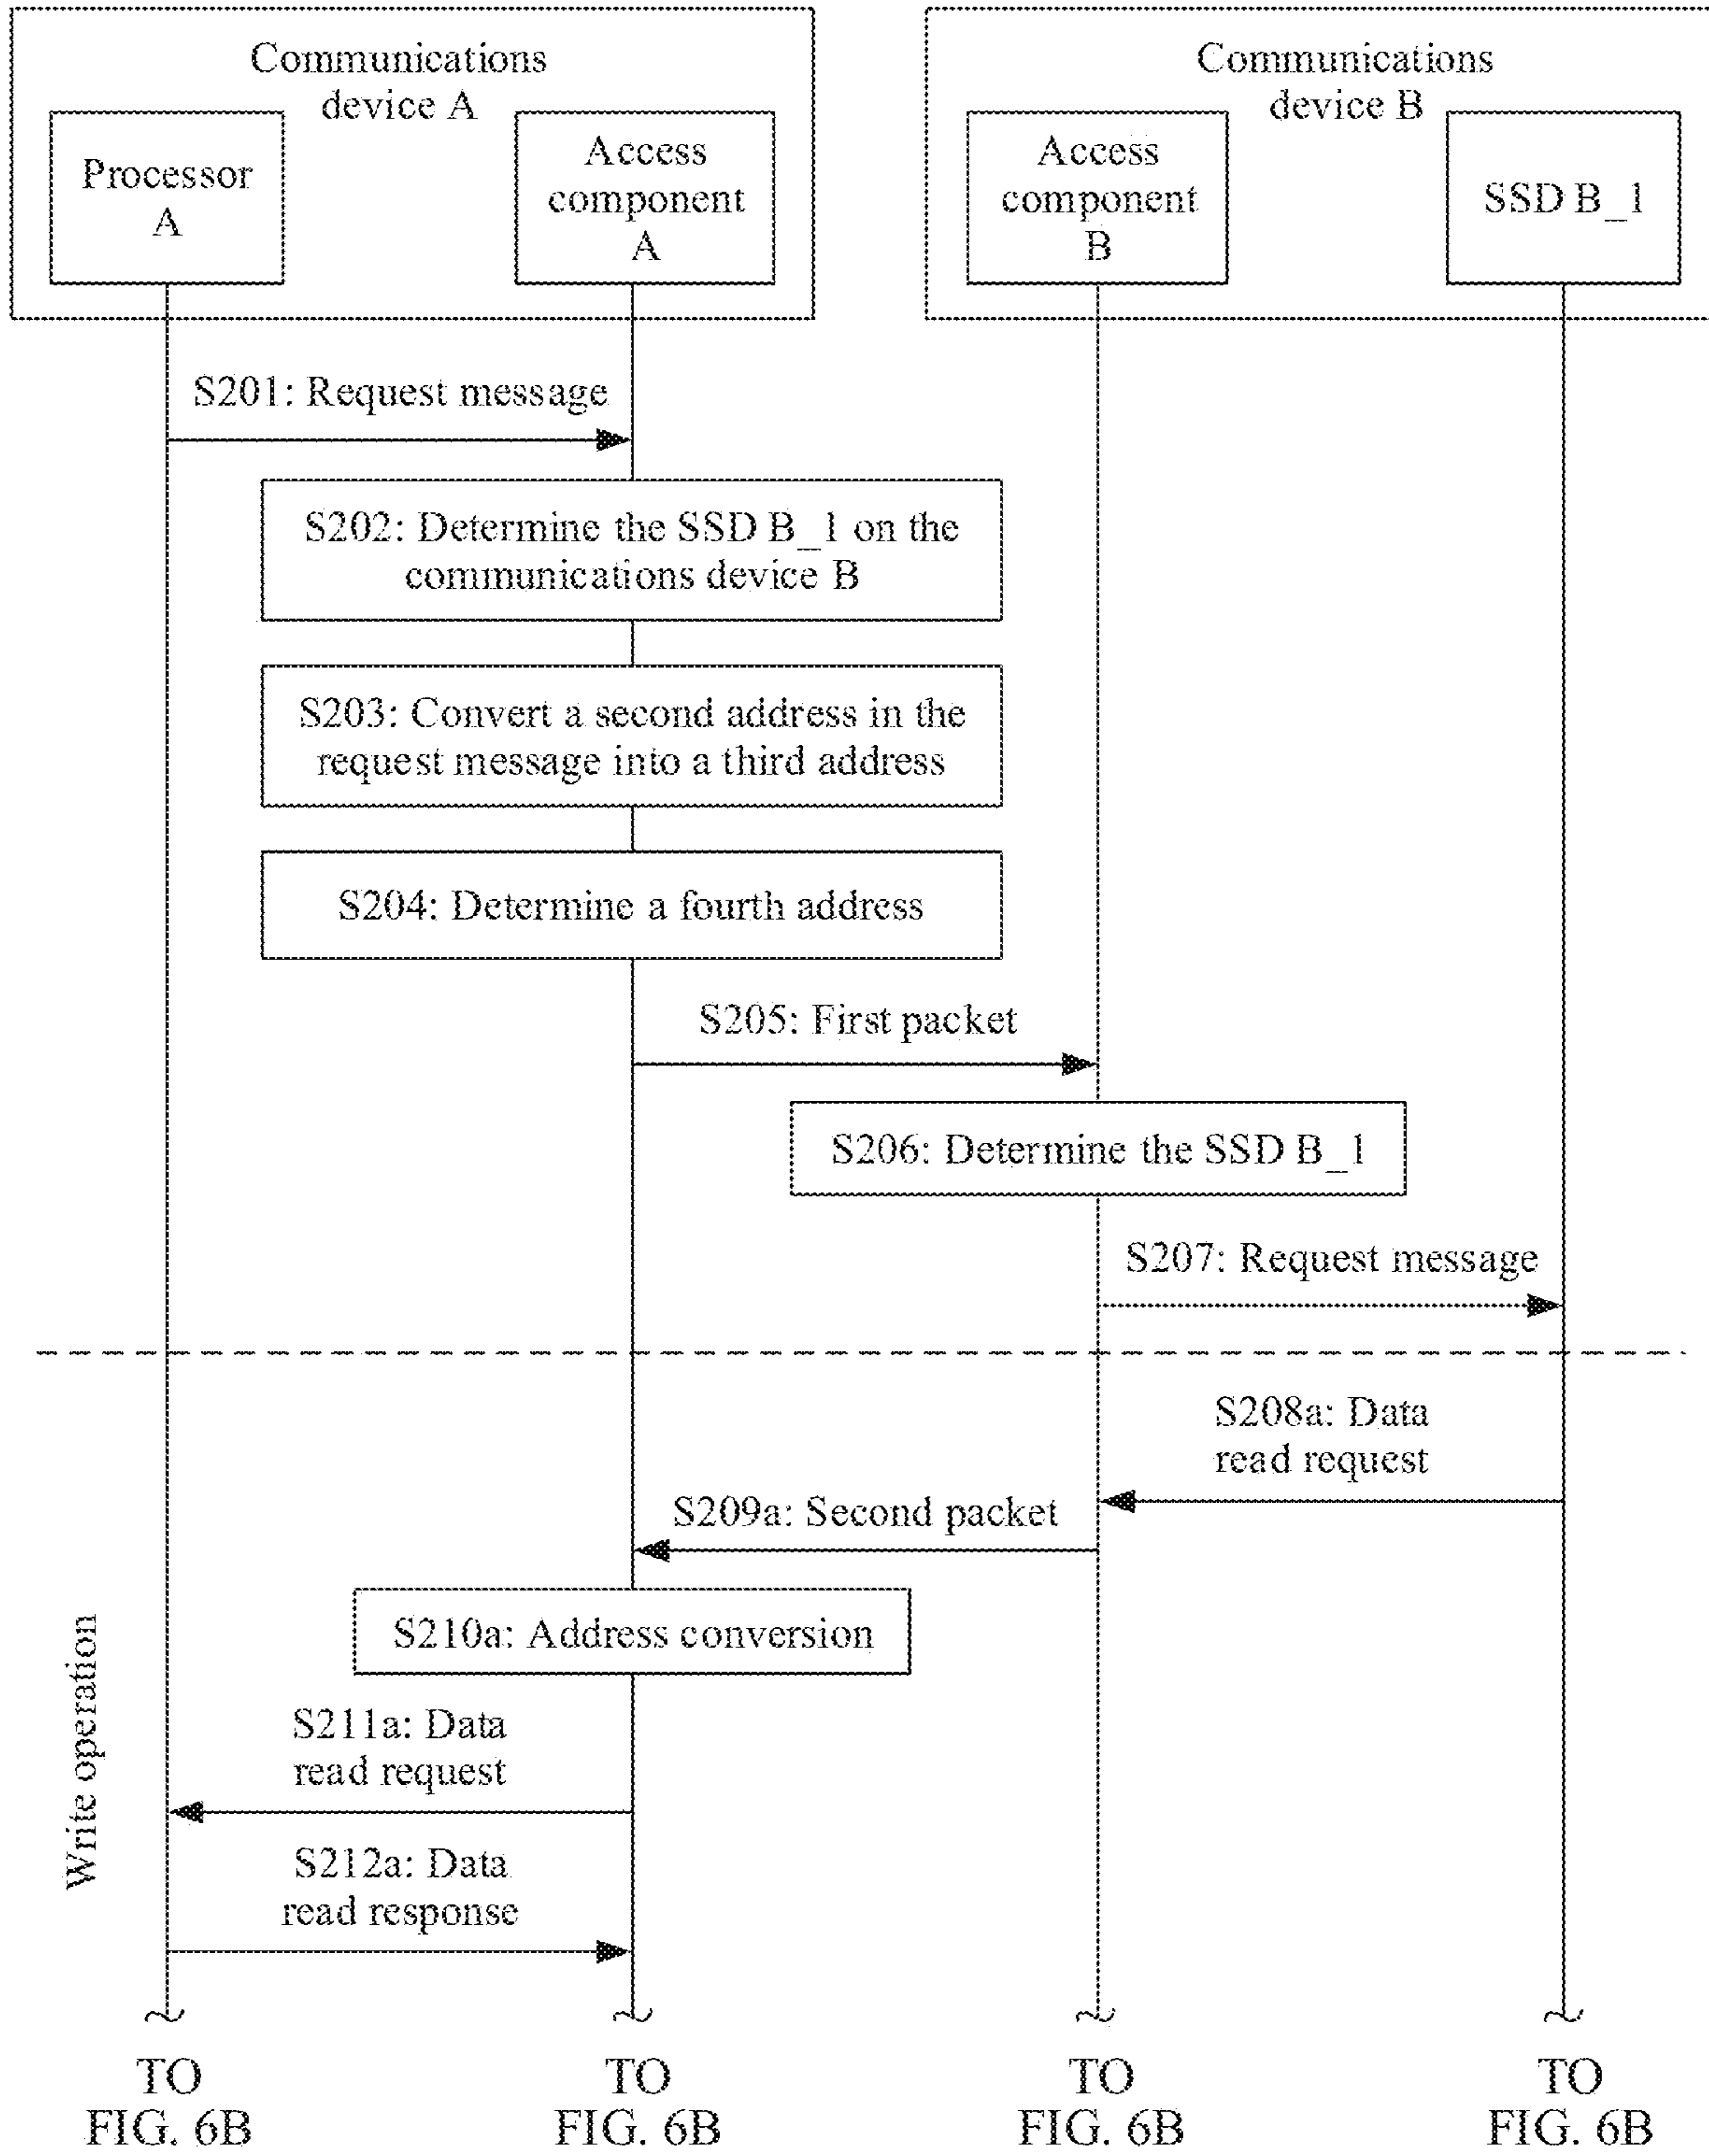 Communications
device A
Communications
device B
Processor
A
Access
component
A
Access
component
B
SSD B_1
S201: Request message
S202: Determine the SSD B_1 on the
communications device B
S203: Convert a second address in the
request message into a third address
S204: Determine a fourth address
S205: First packet
S206: Determine the SSD B_1
S207: Request message
S208a: Data
read request
S209a: Second packet
S210a: Address conversion
Write operation
S211a: Data
read request
S212a: Data
read response
TO
FIG. 6B
TO
FIG. 6B
TO
FIG. 6B
TO
FIG. 6B